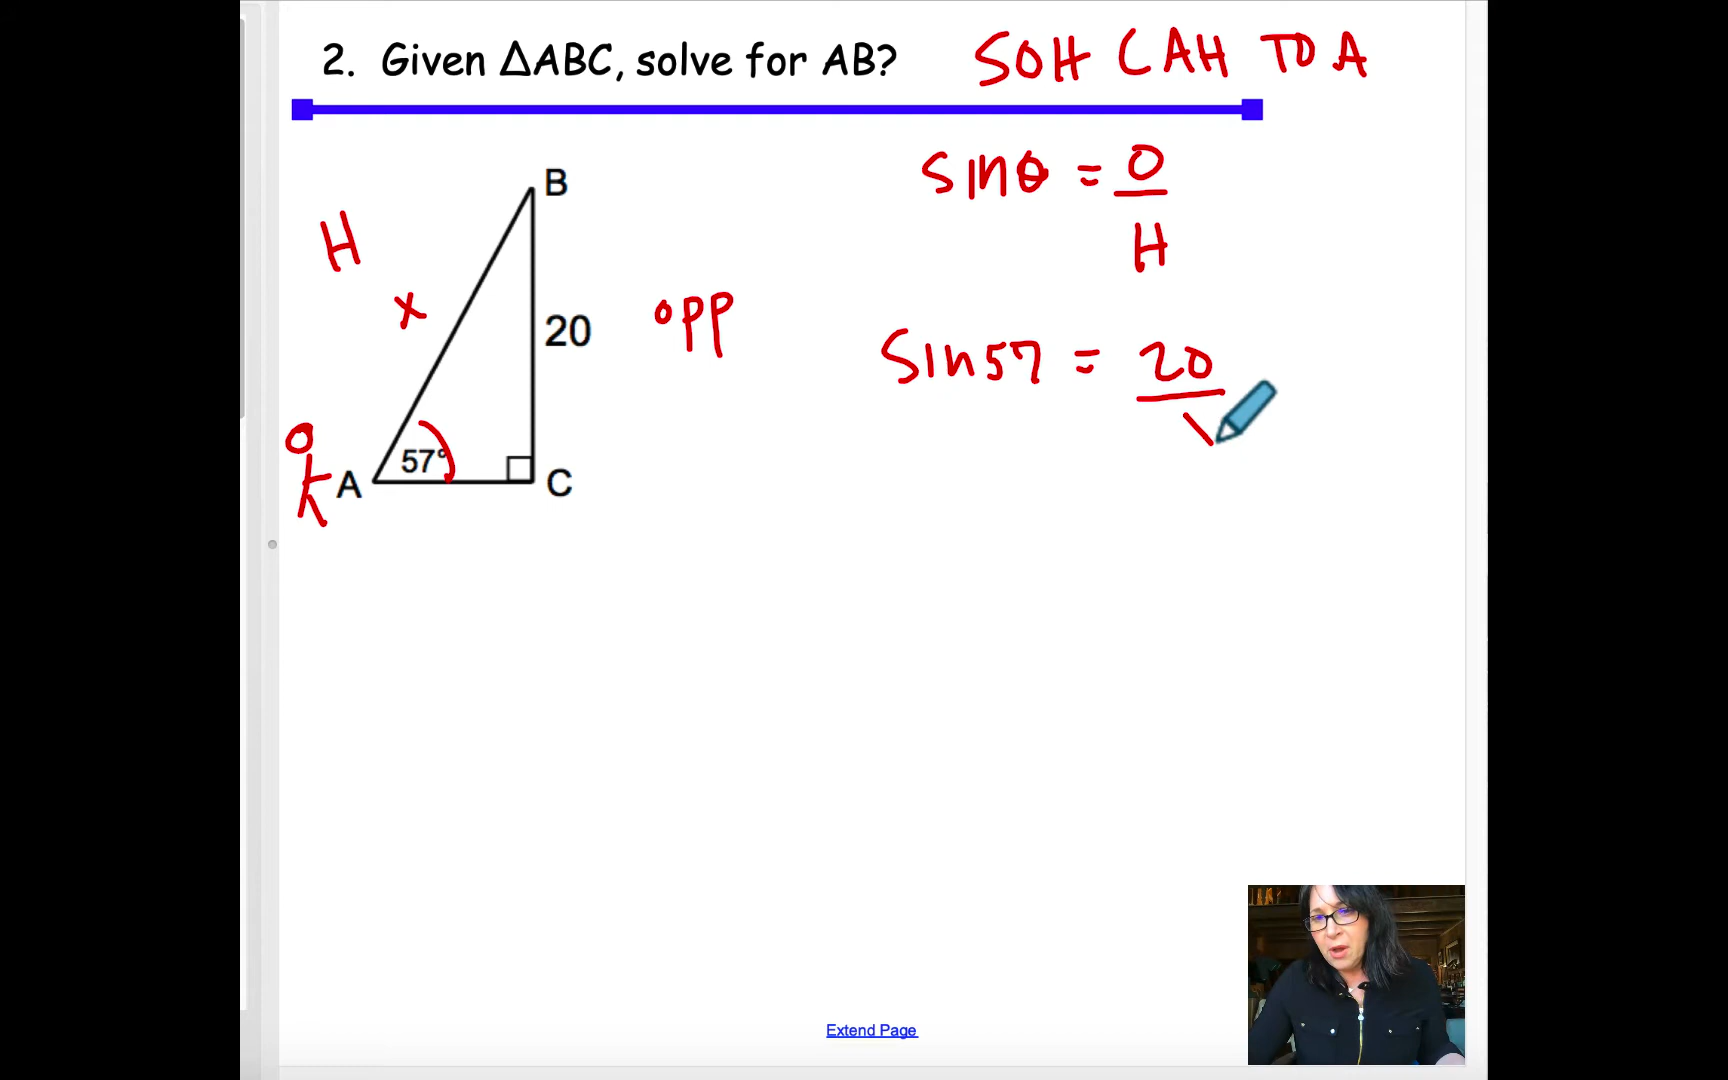 2. Given ΔABC, solve for AB? SOH CAH TOA
sinθ = O
H
B
H
x
20
opp
sin57 = 20
57°
A
C
Extend Page